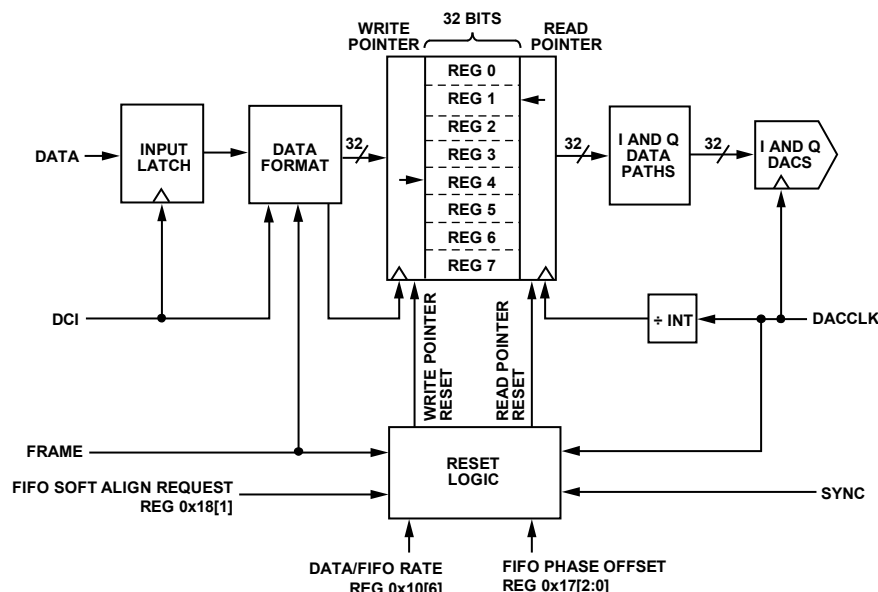 32 BITS
WRITE
POINTER
READ
POINTER
REG 0
REG 1
REG 2
REG 3
REG 4
REG 5
REG 6
REG 7
DATA
INPUT
LATCH
DATA
FORMAT
32
32
I AND Q
DATA
PATHS
32
I AND Q
DACS
DCI
÷ INT
DACCLK
WRITE POINTER
RESET
READ POINTER
RESET
FRAME
RESET
LOGIC
FIFO SOFT ALIGN REQUEST
REG 0x18[1]
SYNC
DATA/FIFO RATE
REG 0x10[6]
FIFO PHASE OFFSET
REG 0x17[2:0]